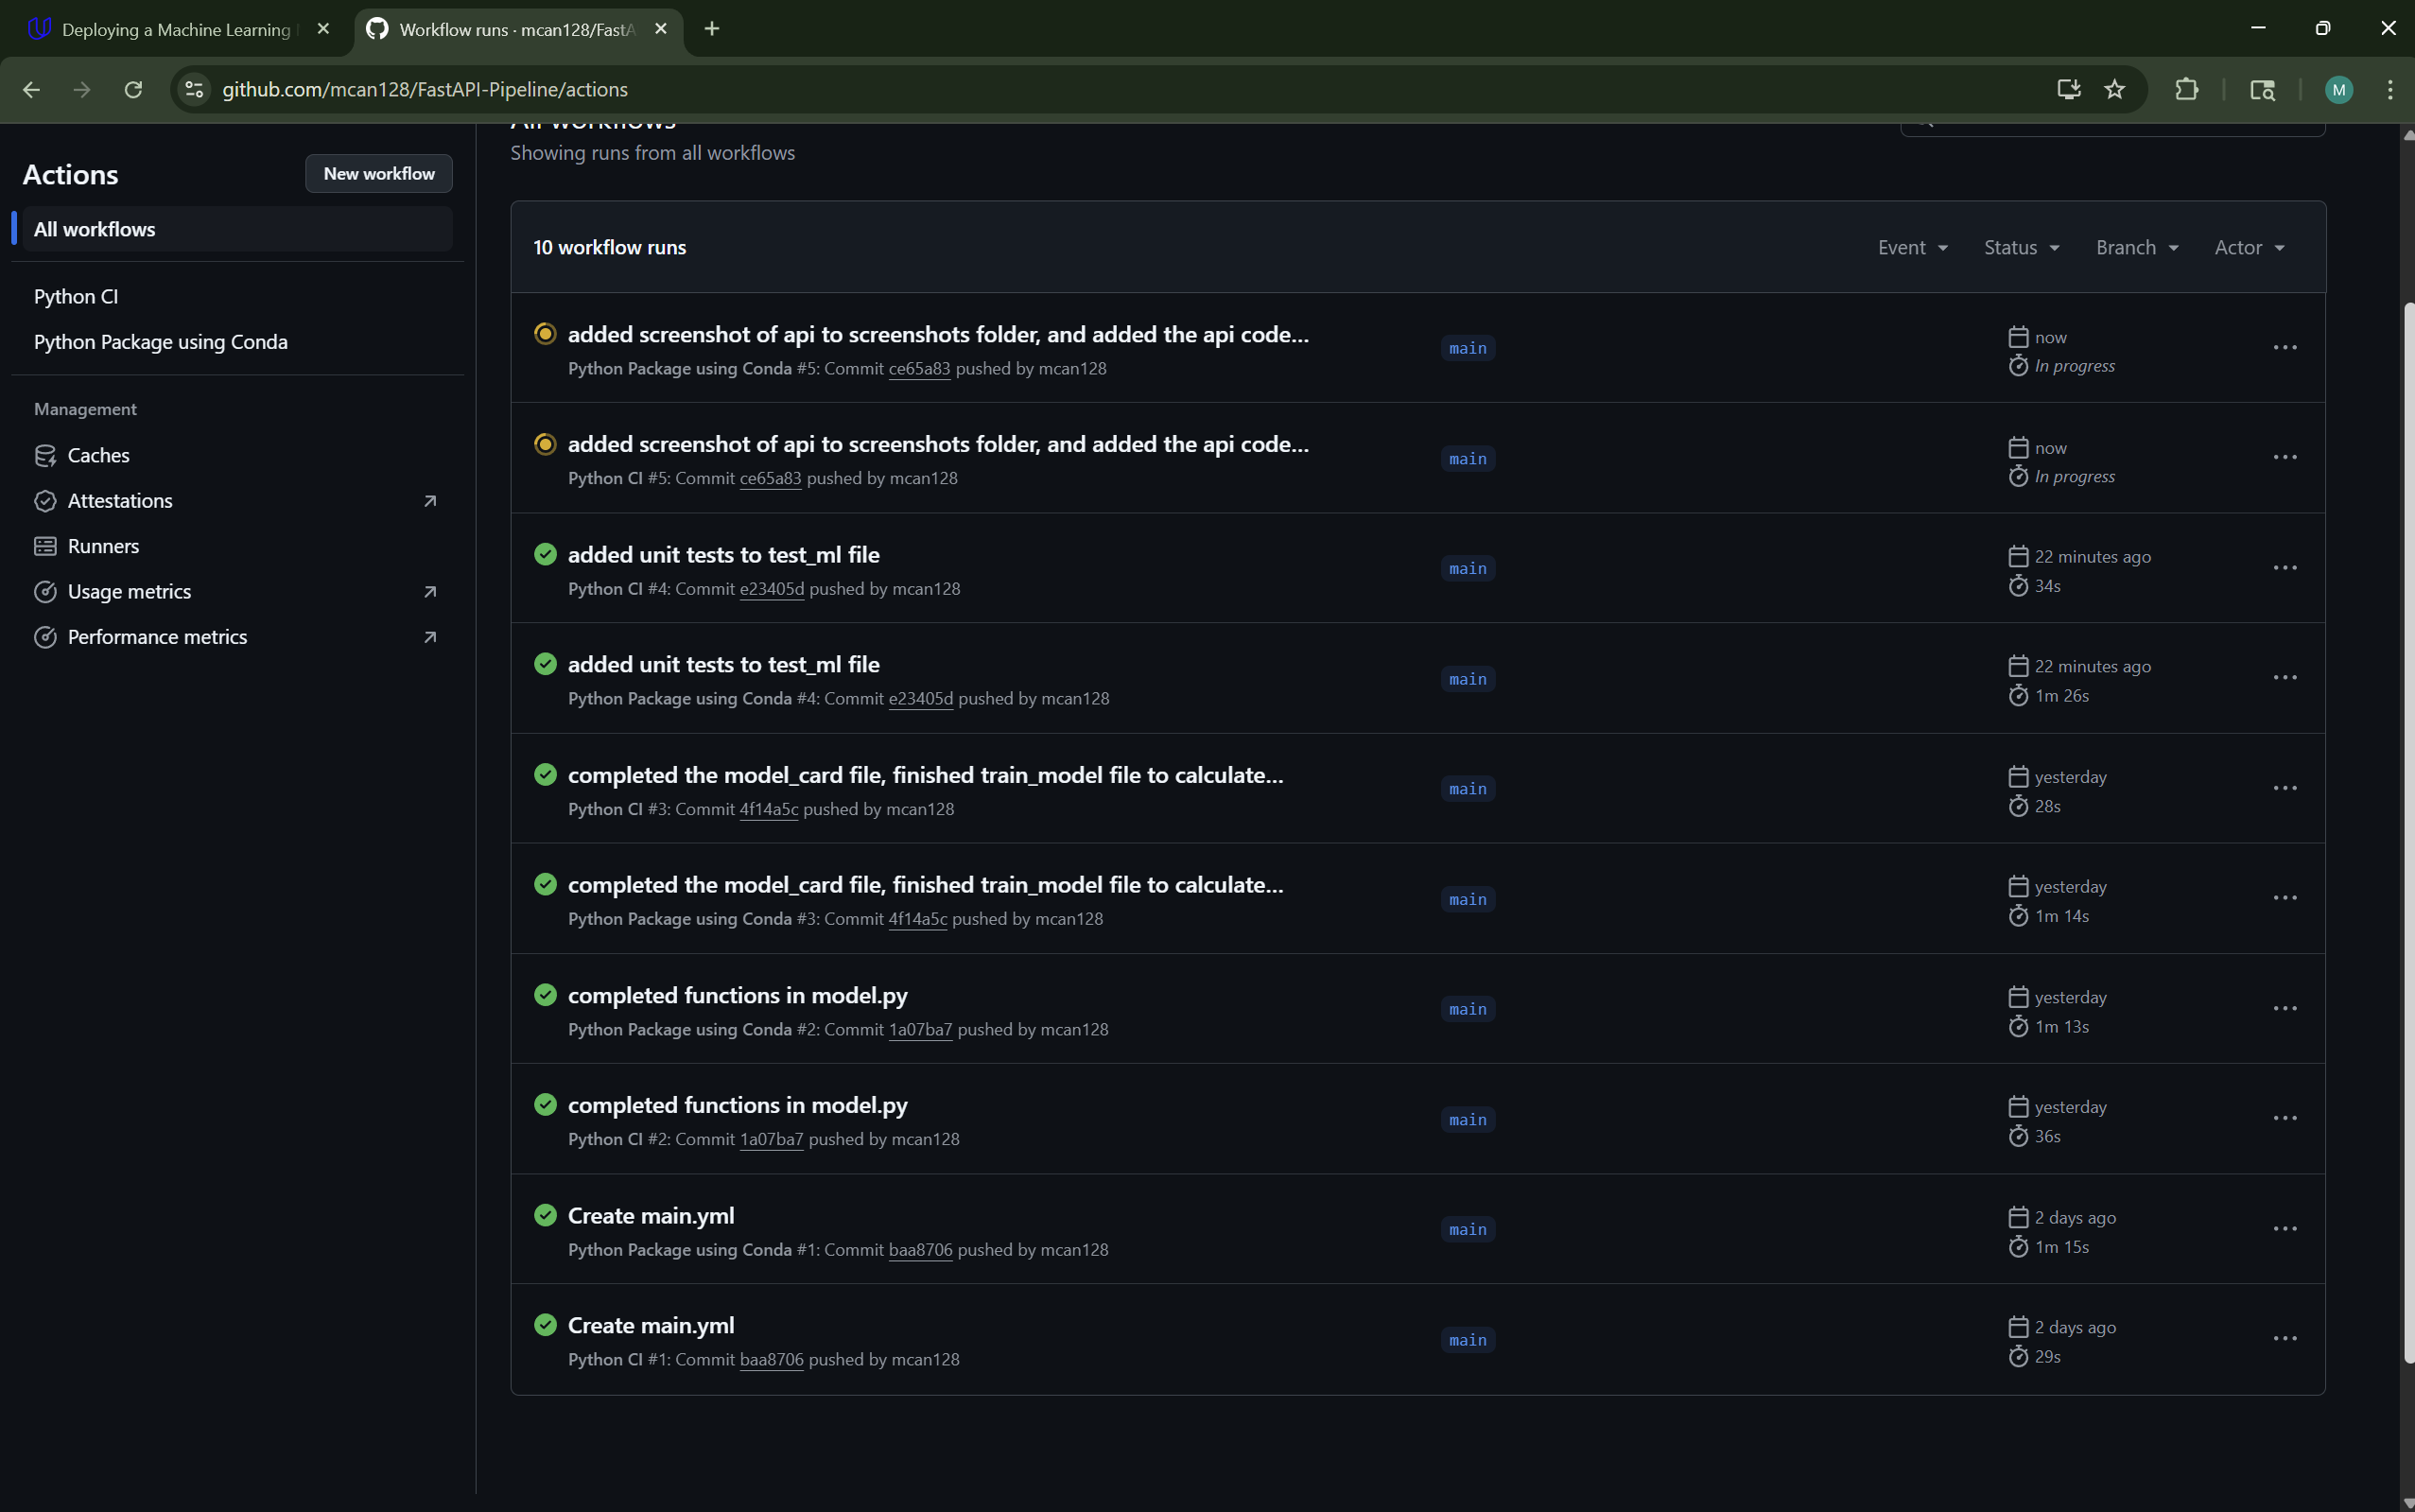 Deploying a Machine Learning
Workflow runs · mcan128/FastA
github.com/mcan128/FastAPI-Pipeline/actions
M
Actions
New workflow
All workflows
Python CI
Python Package using Conda
Management
Caches
Attestations
Runners
Usage metrics
Performance metrics
All workflows
Showing runs from all workflows
10 workflow runs
Event
Status
Branch
Actor
added screenshot of api to screenshots folder, and added the api code...
Python Package using Conda #5: Commit ce65a83 pushed by mcan128
main
now
In progress
added screenshot of api to screenshots folder, and added the api code...
Python CI #5: Commit ce65a83 pushed by mcan128
main
now
In progress
added unit tests to test_ml file
Python CI #4: Commit e23405d pushed by mcan128
main
22 minutes ago
34s
added unit tests to test_ml file
Python Package using Conda #4: Commit e23405d pushed by mcan128
main
22 minutes ago
1m 26s
completed the model_card file, finished train_model file to calculate...
Python CI #3: Commit 4f14a5c pushed by mcan128
main
yesterday
28s
completed the model_card file, finished train_model file to calculate...
Python Package using Conda #3: Commit 4f14a5c pushed by mcan128
main
yesterday
1m 14s
completed functions in model.py
Python Package using Conda #2: Commit 1a07ba7 pushed by mcan128
main
yesterday
1m 13s
completed functions in model.py
Python CI #2: Commit 1a07ba7 pushed by mcan128
main
yesterday
36s
Create main.yml
Python Package using Conda #1: Commit baa8706 pushed by mcan128
main
2 days ago
1m 15s
Create main.yml
Python CI #1: Commit baa8706 pushed by mcan128
main
2 days ago
29s